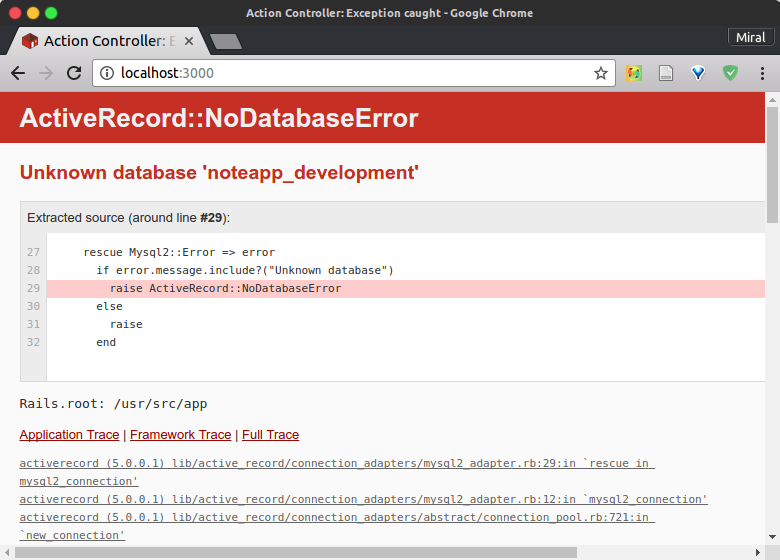 Action Controller: Exception caught - Google Chrome
Action Controller: E
Miral
localhost:3000
ActiveRecord::NoDatabaseError
Unknown database 'noteapp_development'
Extracted source (around line #29):
27 rescue Mysql2::Error => error
28 if error.message.include?("Unknown database")
29 raise ActiveRecord::NoDatabaseError
30 else
31 raise
32 end
Rails.root: /usr/src/app
Application Trace | Framework Trace | Full Trace
activerecord (5.0.0.1) lib/active_record/connection_adapters/mysql2_adapter.rb:29:in `rescue in
mysql2_connection'
activerecord (5.0.0.1) lib/active_record/connection_adapters/mysql2_adapter.rb:12:in `mysql2_connection'
activerecord (5.0.0.1) lib/active_record/connection_adapters/abstract/connection_pool.rb:721:in
`new_connection'